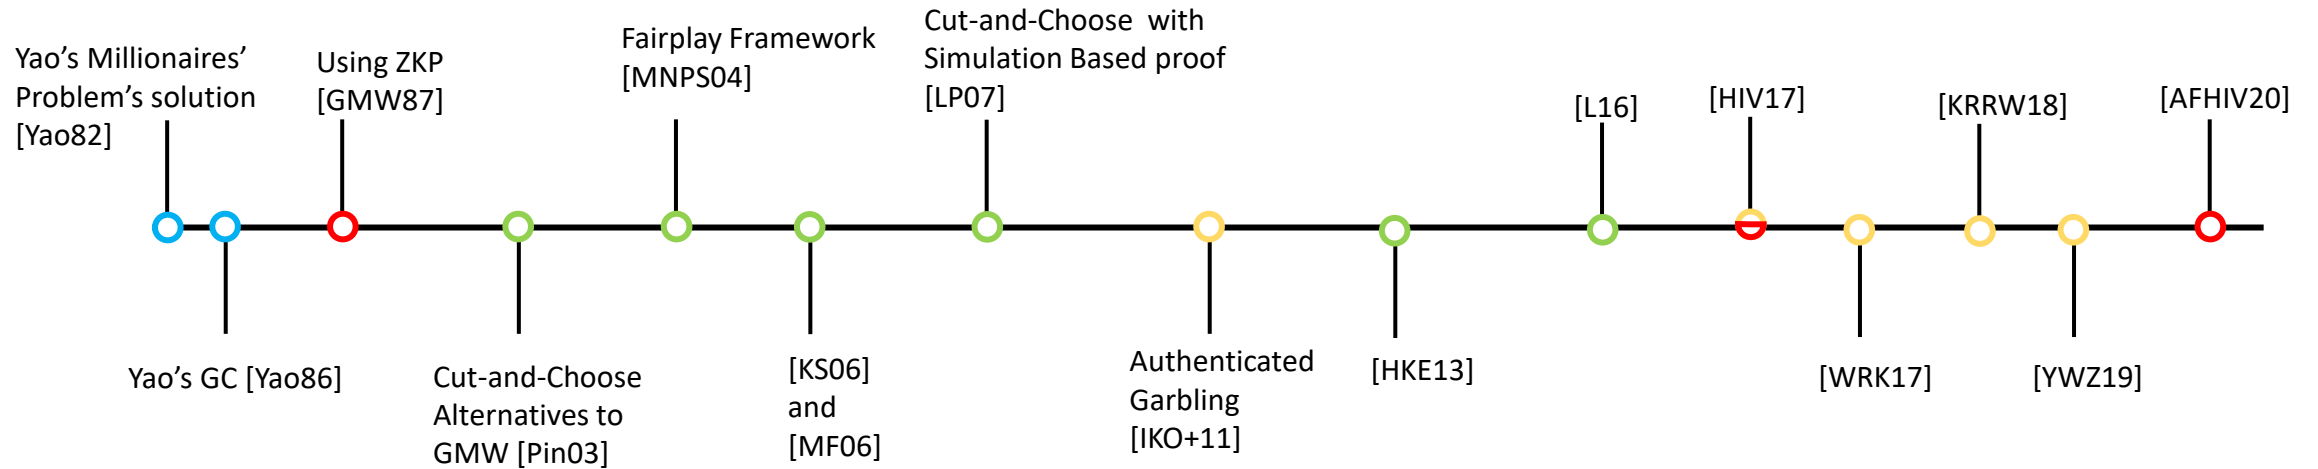 Yao’s Millionaires’
Problem’s solution
[Yao82]
Using ZKP
[GMW87]
Fairplay Framework
[MNPS04]
Cut-and-Choose  with
Simulation Based proof
[LP07]
[L16]
[HIV17]
[KRRW18]
[AFHIV20]
Yao’s GC [Yao86]
Cut-and-Choose
Alternatives to
GMW [Pin03]
[KS06]
and
[MF06]
Authenticated
Garbling
[IKO+11]
[HKE13]
[WRK17]
[YWZ19]